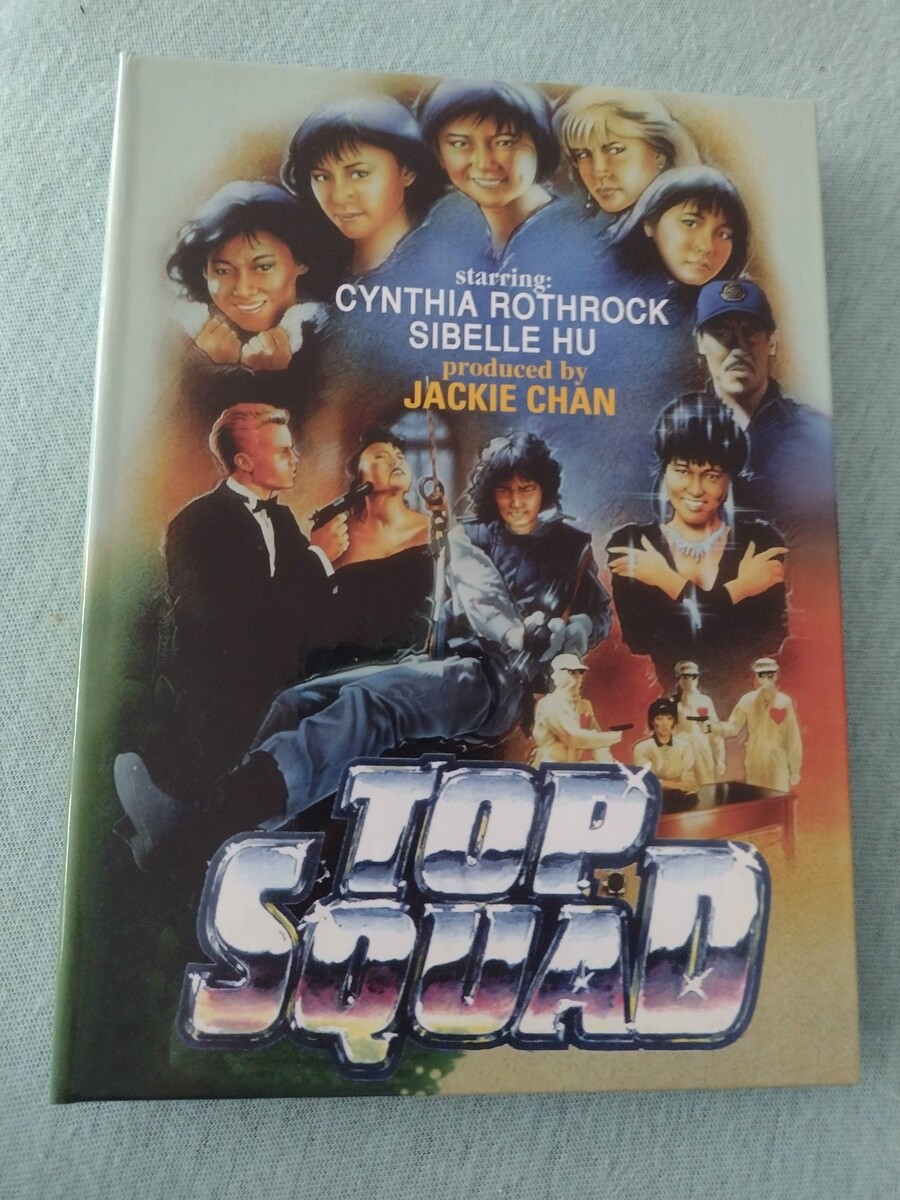 starring:
CYNTHIA ROTHROCK
SIBELLE HU
produced by
JACKIE CHAN
TOP
SQUAD